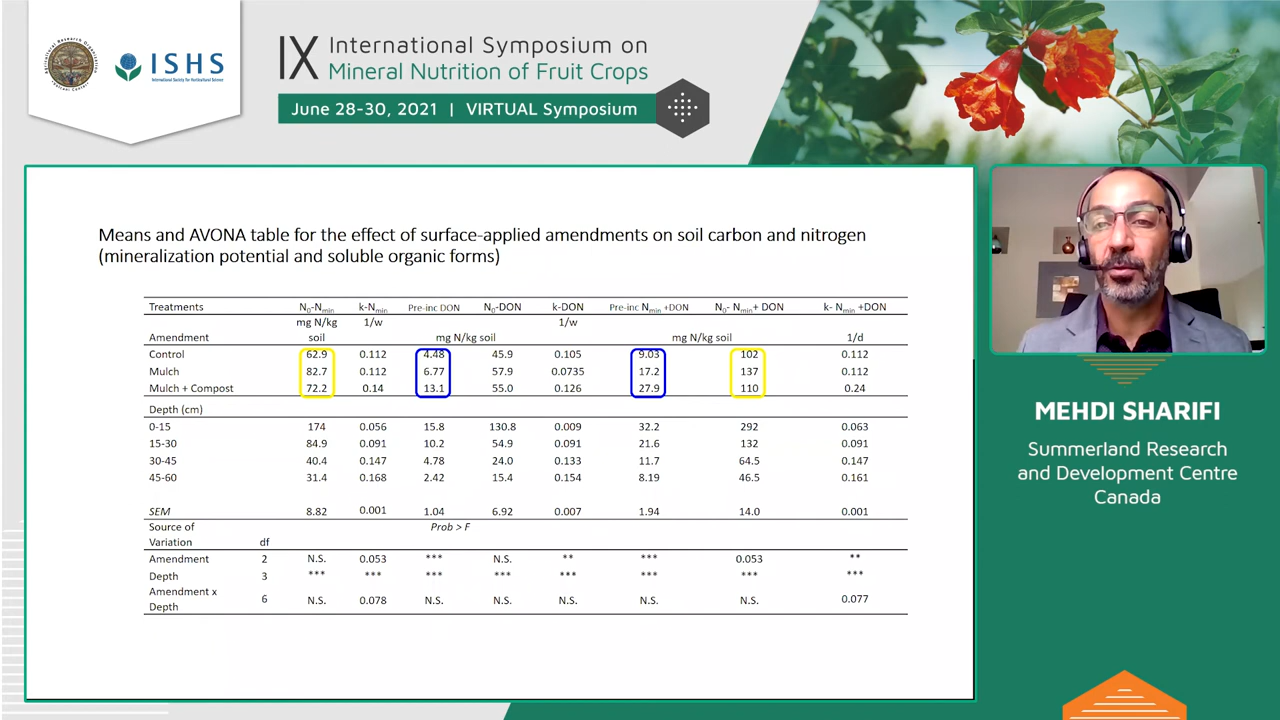 ISHS
International Society for Horticultural Science
IX International Symposium on
Mineral Nutrition of Fruit Crops
June 28-30, 2021 | VIRTUAL Symposium
Means and AVONA table for the effect of surface-applied amendments on soil carbon and nitrogen
(mineralization potential and soluble organic forms)
Treatments N0-Nmin k-Nmin Pre-inc DON N0-DON k-DON Pre-inc Nmin +DON N0- Nmin+ DON k- Nmin +DON
mg N/kg 1/w 1/w
Amendment soil mg N/kg soil mg N/kg soil 1/d
Control 62.9 0.112 4.48 45.9 0.105 9.03 102 0.112
Mulch 82.7 0.112 6.77 57.9 0.0735 17.2 137 0.112
Mulch + Compost 72.2 0.14 13.1 55.0 0.126 27.9 110 0.24
Depth (cm)
0-15 174 0.056 15.8 130.8 0.009 32.2 292 0.063
15-30 84.9 0.091 10.2 54.9 0.091 21.6 132 0.091
30-45 40.4 0.147 4.78 24.0 0.133 11.7 64.5 0.147
45-60 31.4 0.168 2.42 15.4 0.154 8.19 46.5 0.161
SEM 8.82 0.001 1.04 6.92 0.007 1.94 14.0 0.001
Source of Prob > F
Variation df
Amendment 2 N.S. 0.053 *** N.S. ** *** 0.053 **
Depth 3 *** *** *** *** *** *** *** ***
Amendment x
Depth 6 N.S. 0.078 N.S. N.S. N.S. N.S. N.S. 0.077
MEHDI SHARIFI
Summerland Research
and Development Centre
Canada